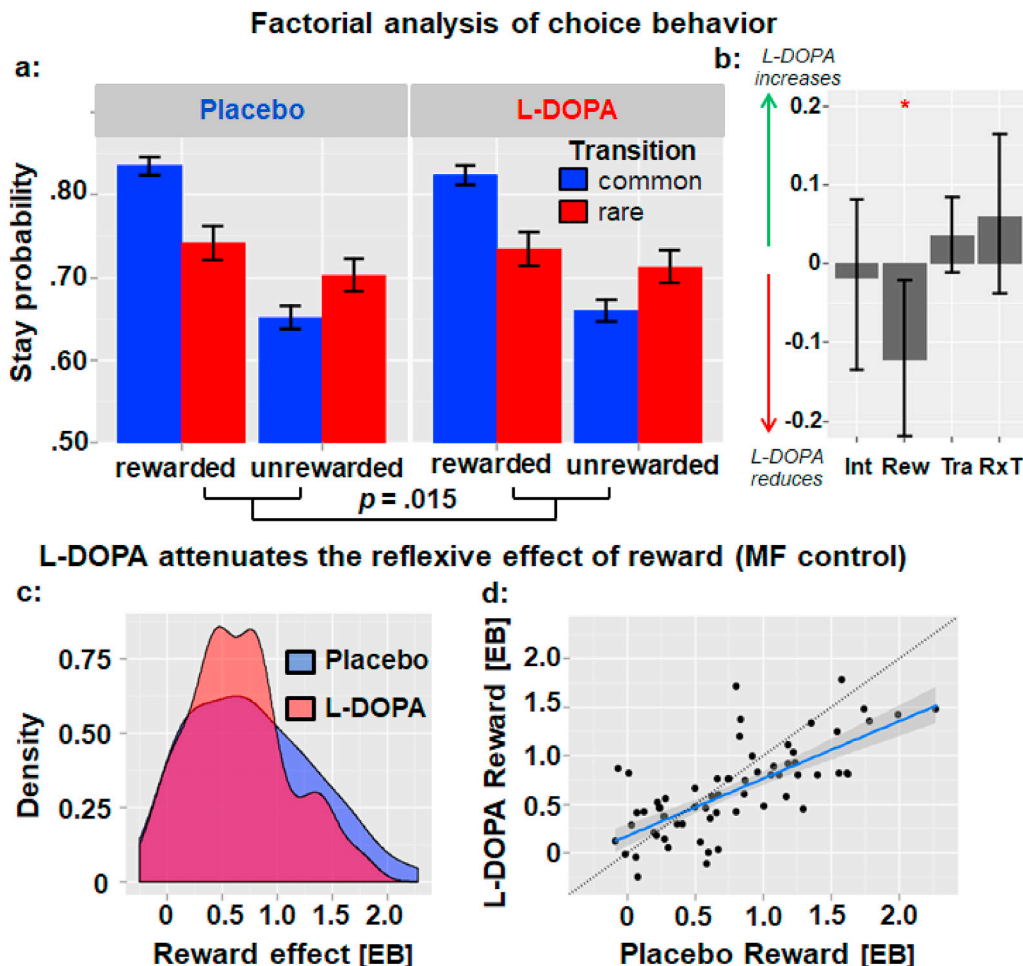 Factorial analysis of choice behavior
a:
Placebo
L-DOPA
Transition
common
rare
Stay probability
.80
.70
.60
.50
rewarded
unrewarded
rewarded
unrewarded
p = .015
b:
L-DOPA
increases
*
0.2
0.1
0
-0.1
-0.2
L-DOPA
reduces
Int Rew Tra RxT
L-DOPA attenuates the reflexive effect of reward (MF control)
c:
Placebo
L-DOPA
Density
0.75
0.50
0.25
0
0 0.5 1.0 1.5 2.0
Reward effect [EB]
d:
L-DOPA Reward [EB]
2.0
1.5
1.0
0.5
0
0 0.5 1.0 1.5 2.0
Placebo Reward [EB]